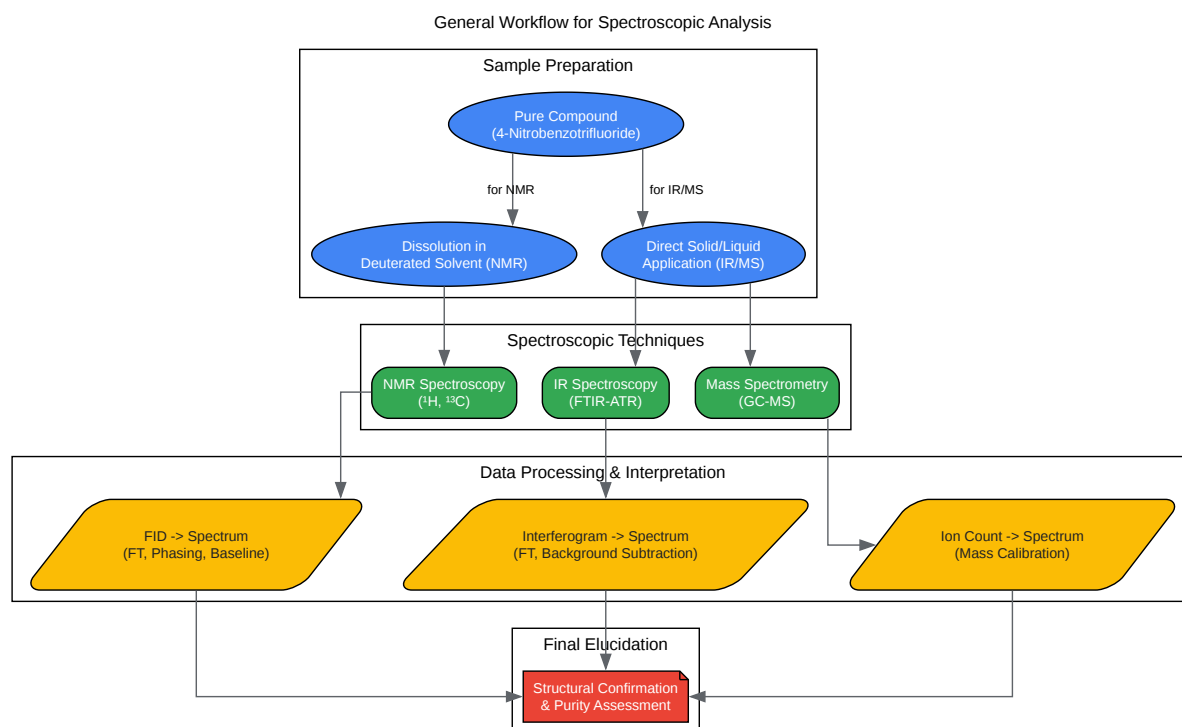 General Workflow for Spectroscopic Analysis
Sample Preparation
Pure Compound
(4-Nitrobenzotrifluoride)
for NMR
for IR/MS
Dissolution in
Deuterated Solvent (NMR)
Direct Solid/Liquid
Application (IR/MS)
Spectroscopic Techniques
NMR Spectroscopy
(¹H, ¹³C)
IR Spectroscopy
(FTIR-ATR)
Mass Spectrometry
(GC-MS)
Data Processing & Interpretation
FID -> Spectrum
(FT, Phasing, Baseline)
Interferogram -> Spectrum
(FT, Background Subtraction)
Ion Count -> Spectrum
(Mass Calibration)
Final Elucidation
Structural Confirmation
& Purity Assessment